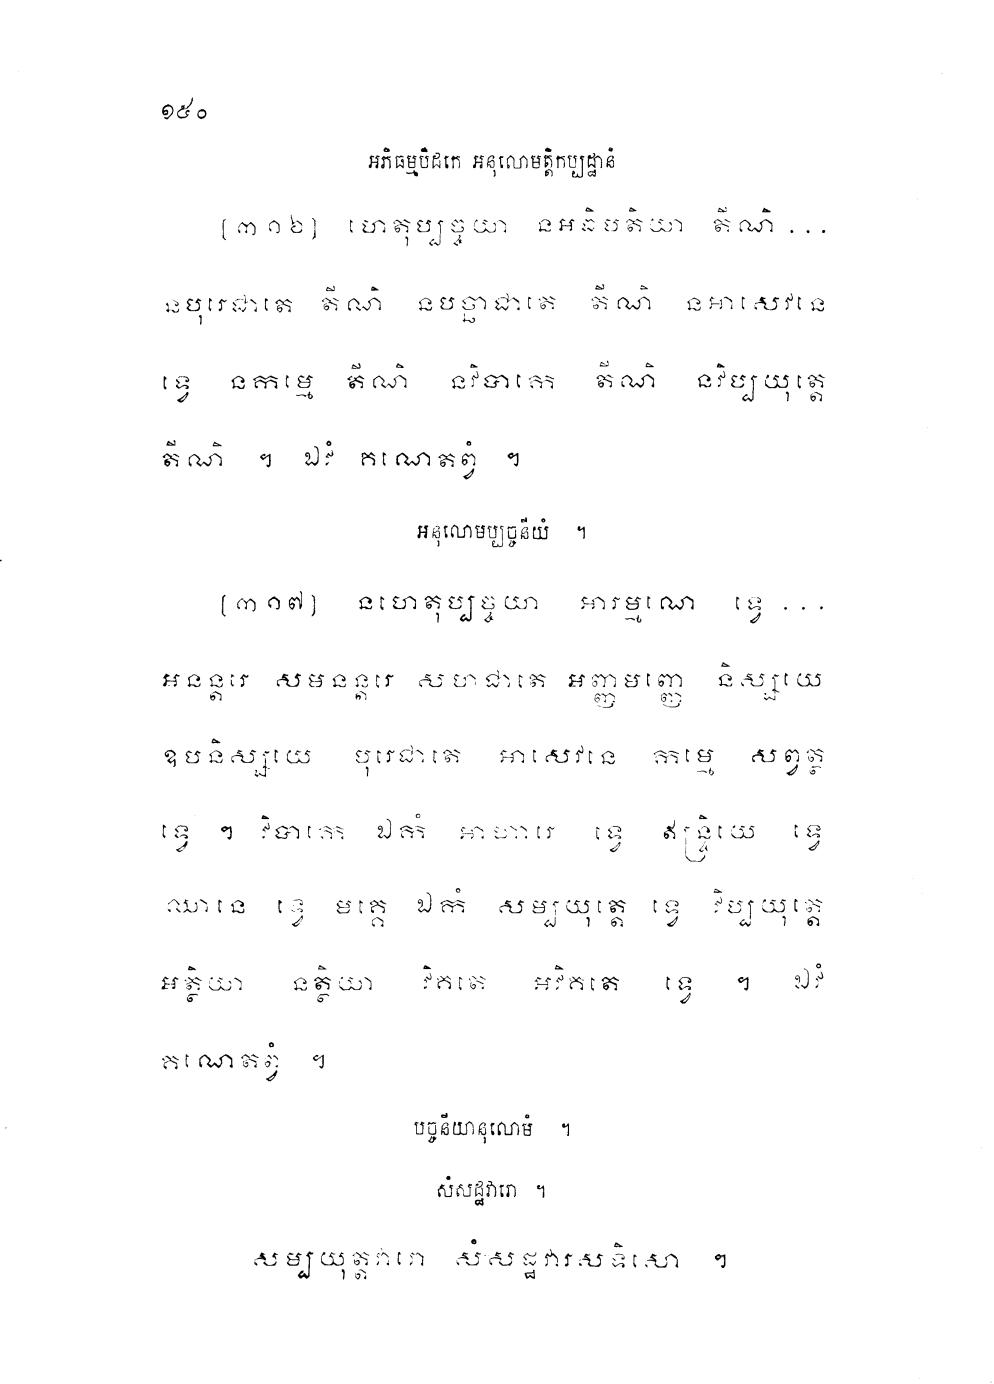 ១៥០
អភិធម្មបិដកេ អនុលោមត្តិកប្បដ្ឋានំ
[៣១៦] ហេតុប្បច្ចយា នអធិបតិយា តីណិ ...
នបុរេជាតេ តីណិ នបច្ឆាជាតេ តីណិ នអាសេវនេ
ទ្វេ នកម្មេ តីណិ នវិបាកេ តីណិ នវិប្បយុត្តេ
តីណិ ។ ឯវំ គណេតព្វំ ។
អនុលោមប្បច្ចនីយំ ។
[៣១៧] នហេតុប្បច្ចយា អារម្មណេ ទ្វេ ...
អនន្តរេ សមនន្តរេ សហជាតេ អញ្ញមញ្ញេ និស្សយេ
ឧបនិស្សយេ បុរេជាតេ អាសេវនេ កម្មេ សព្វត្ថ
ទ្វេ ។ វិបាកេ ឯកំ អាហារេ ទ្វេ ឥន្ទ្រិយេ ទ្វេ
ឈានេ ទ្វេ មគ្គេ ឯកំ សម្បយុត្តេ ទ្វេ វិប្បយុត្តេ
អត្ថិយា នត្ថិយា វិគតេ អវិគតេ ទ្វេ ។ ឯវំ
គណេតព្វំ ។
បច្ចនីយានុលោមំ ។
សំសដ្ឋវារោ ។
សម្បយុត្តវារោ សំសដ្ឋវារសទិសោ ។